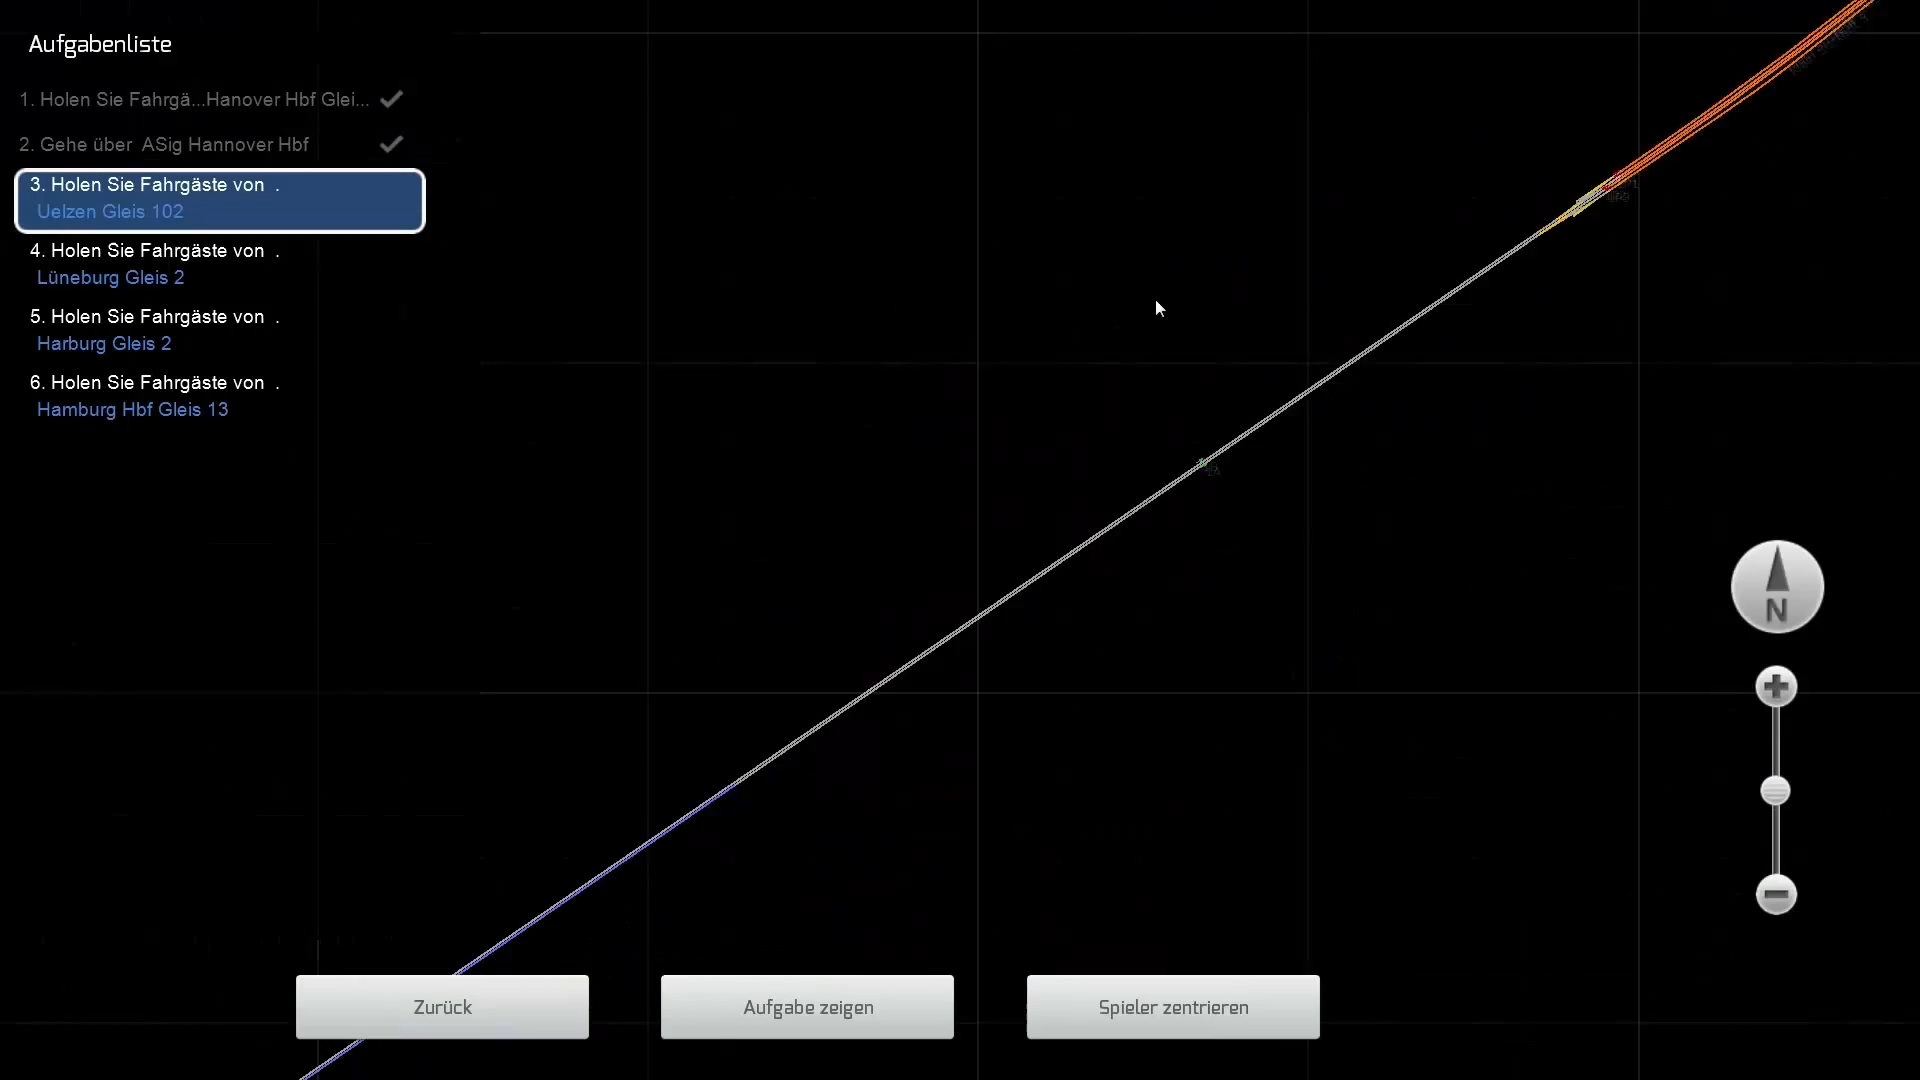 Aufgabenliste
1. Holen Sie Fahrgä...Hanover Hbf Glei...
2. Gehe über ASig Hannover Hbf
3. Holen Sie Fahrgäste von .
Uelzen Gleis 102
4. Holen Sie Fahrgäste von .
Lüneburg Gleis 2
5. Holen Sie Fahrgäste von .
Harburg Gleis 2
6. Holen Sie Fahrgäste von .
Hamburg Hbf Gleis 13
N
Zurück
Aufgabe zeigen
Spieler zentrieren